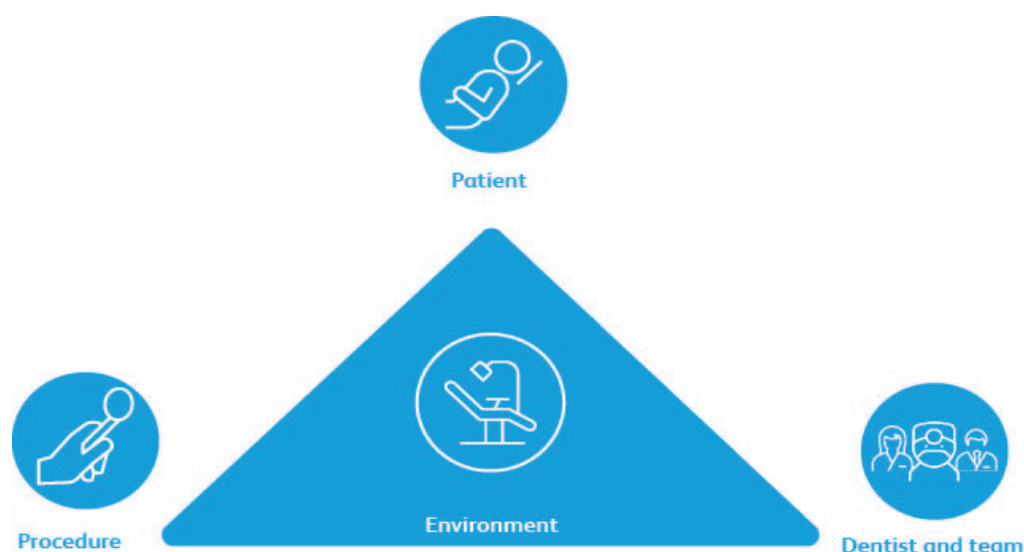 Patient
Environment
Procedure
Dentist and team